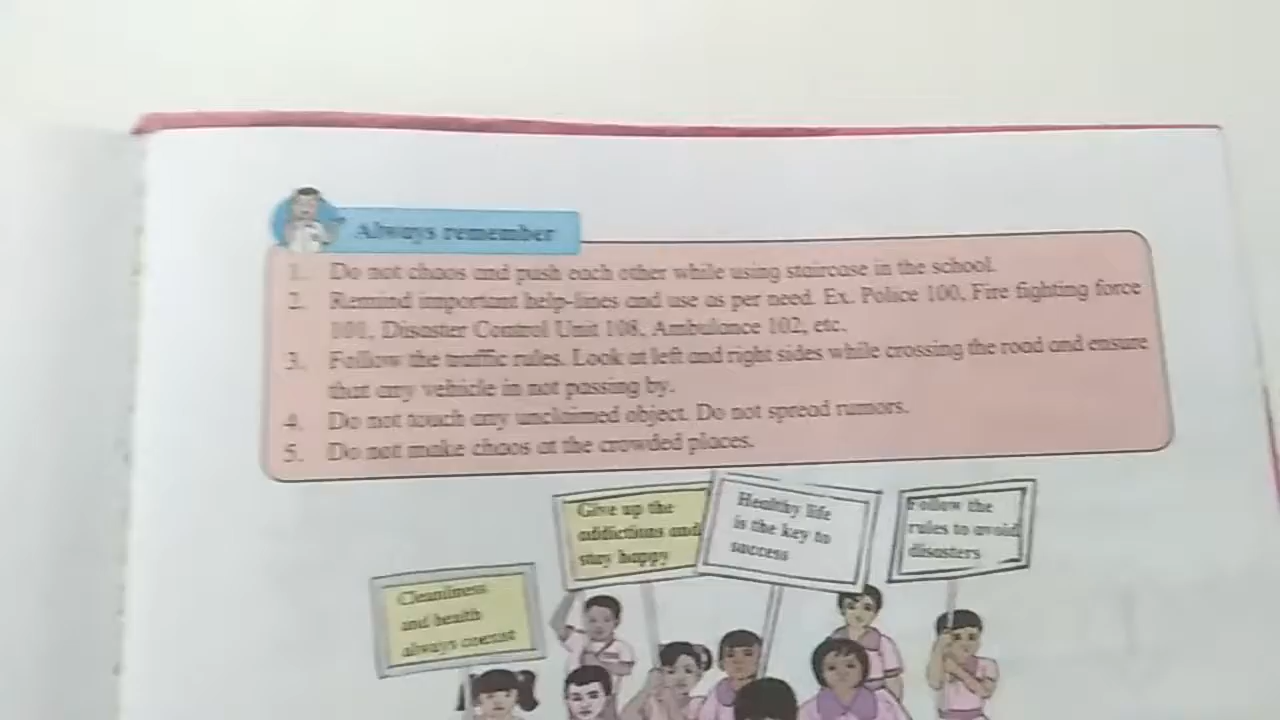 Always remember
1. Do not chaos and push each other while using staircase in the school.
2. Remind important help-lines and use as per need. Ex. Police 100, Fire fighting force
101, Disaster Control Unit 108, Ambulance 102, etc.
3. Follow the traffic rules. Look at left and right sides while crossing the road and ensure
that any vehicle in not passing by.
4. Do not touch any unclaimed object. Do not spread rumors.
5. Do not make chaos at the crowded places.
Give up the
addictions and
stay happy
Healthy life
is the key to
success
Follow the
rules to avoid
disasters
Cleanliness
and health
always coexist